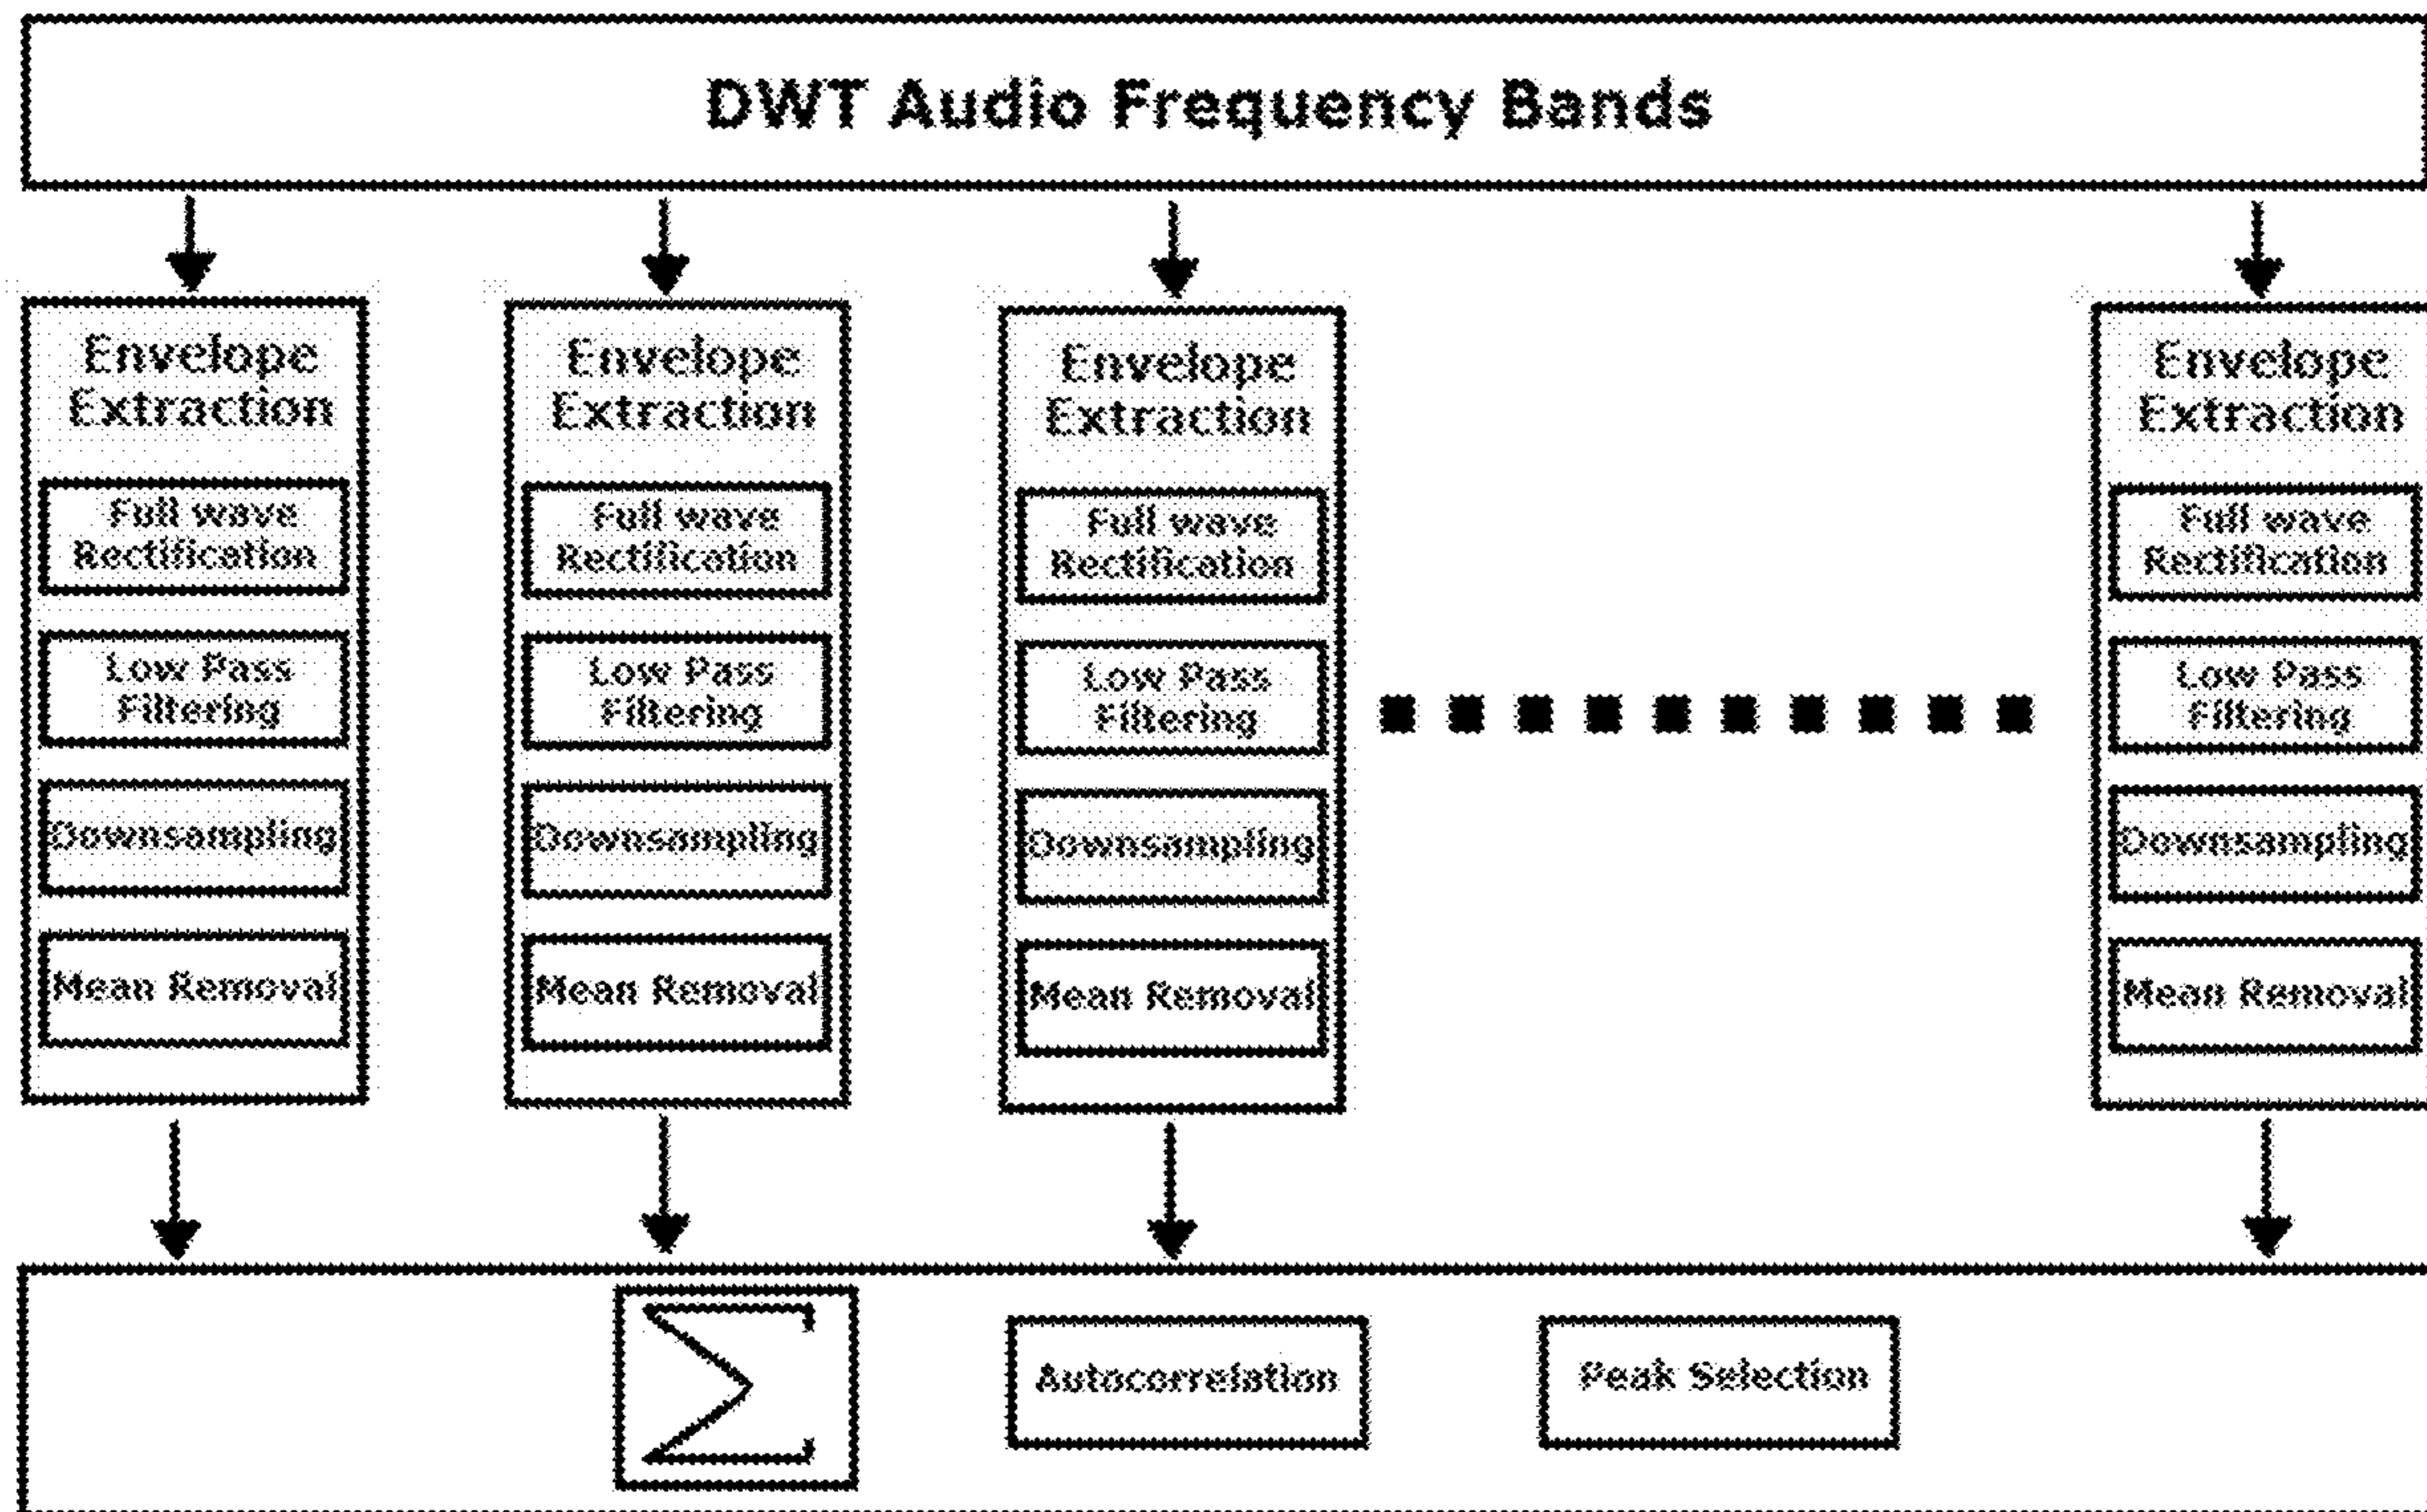 DWT Audio Frequency Bands
Envelope
Extraction
Full wave
Rectification
Low Pass
Filtering
Downsampling
Mean Removal
Envelope
Extraction
Full wave
Rectification
Low Pass
Filtering
Downsampling
Mean Removal
Envelope
Extraction
Full wave
Rectification
Low Pass
Filtering
Downsampling
Mean Removal
Envelope
Extraction
Full wave
Rectification
Low Pass
Filtering
Downsampling
Mean Removal
Σ
Autocorrelation
Peak Selection